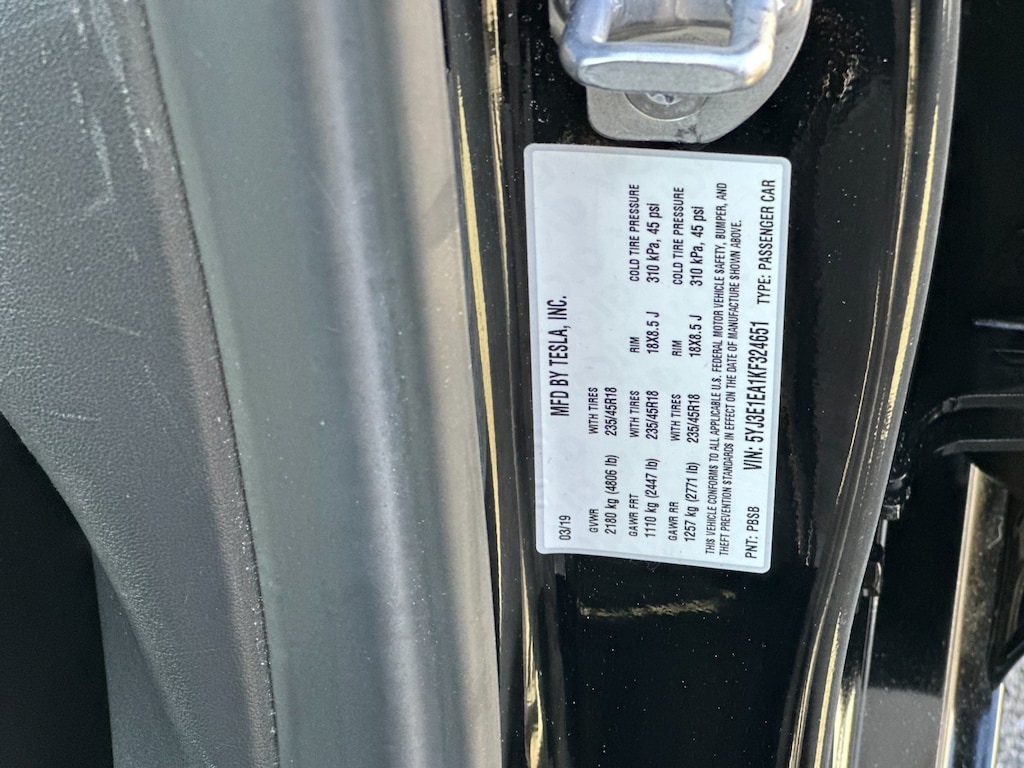 MFD BY TESLA, INC.
03/19
GVWR WITH TIRES RIM COLD TIRE PRESSURE
2180 kg (4806 lb) 235/45R18 18X8.5 J 310 kPa, 45 psi
GAWR FRT WITH TIRES RIM COLD TIRE PRESSURE
1110 kg (2447 lb) 235/45R18 18X8.5 J 310 kPa, 45 psi
GAWR RR WITH TIRES
1257 kg (2771 lb) 235/45R18
THIS VEHICLE CONFORMS TO ALL APPLICABLE U.S. FEDERAL MOTOR VEHICLE SAFETY, BUMPER, AND
THEFT PREVENTION STANDARDS IN EFFECT ON THE DATE OF MANUFACTURE SHOWN ABOVE.
PNT: PBSB VIN: 5YJ3E1EA1KF324651 TYPE: PASSENGER CAR